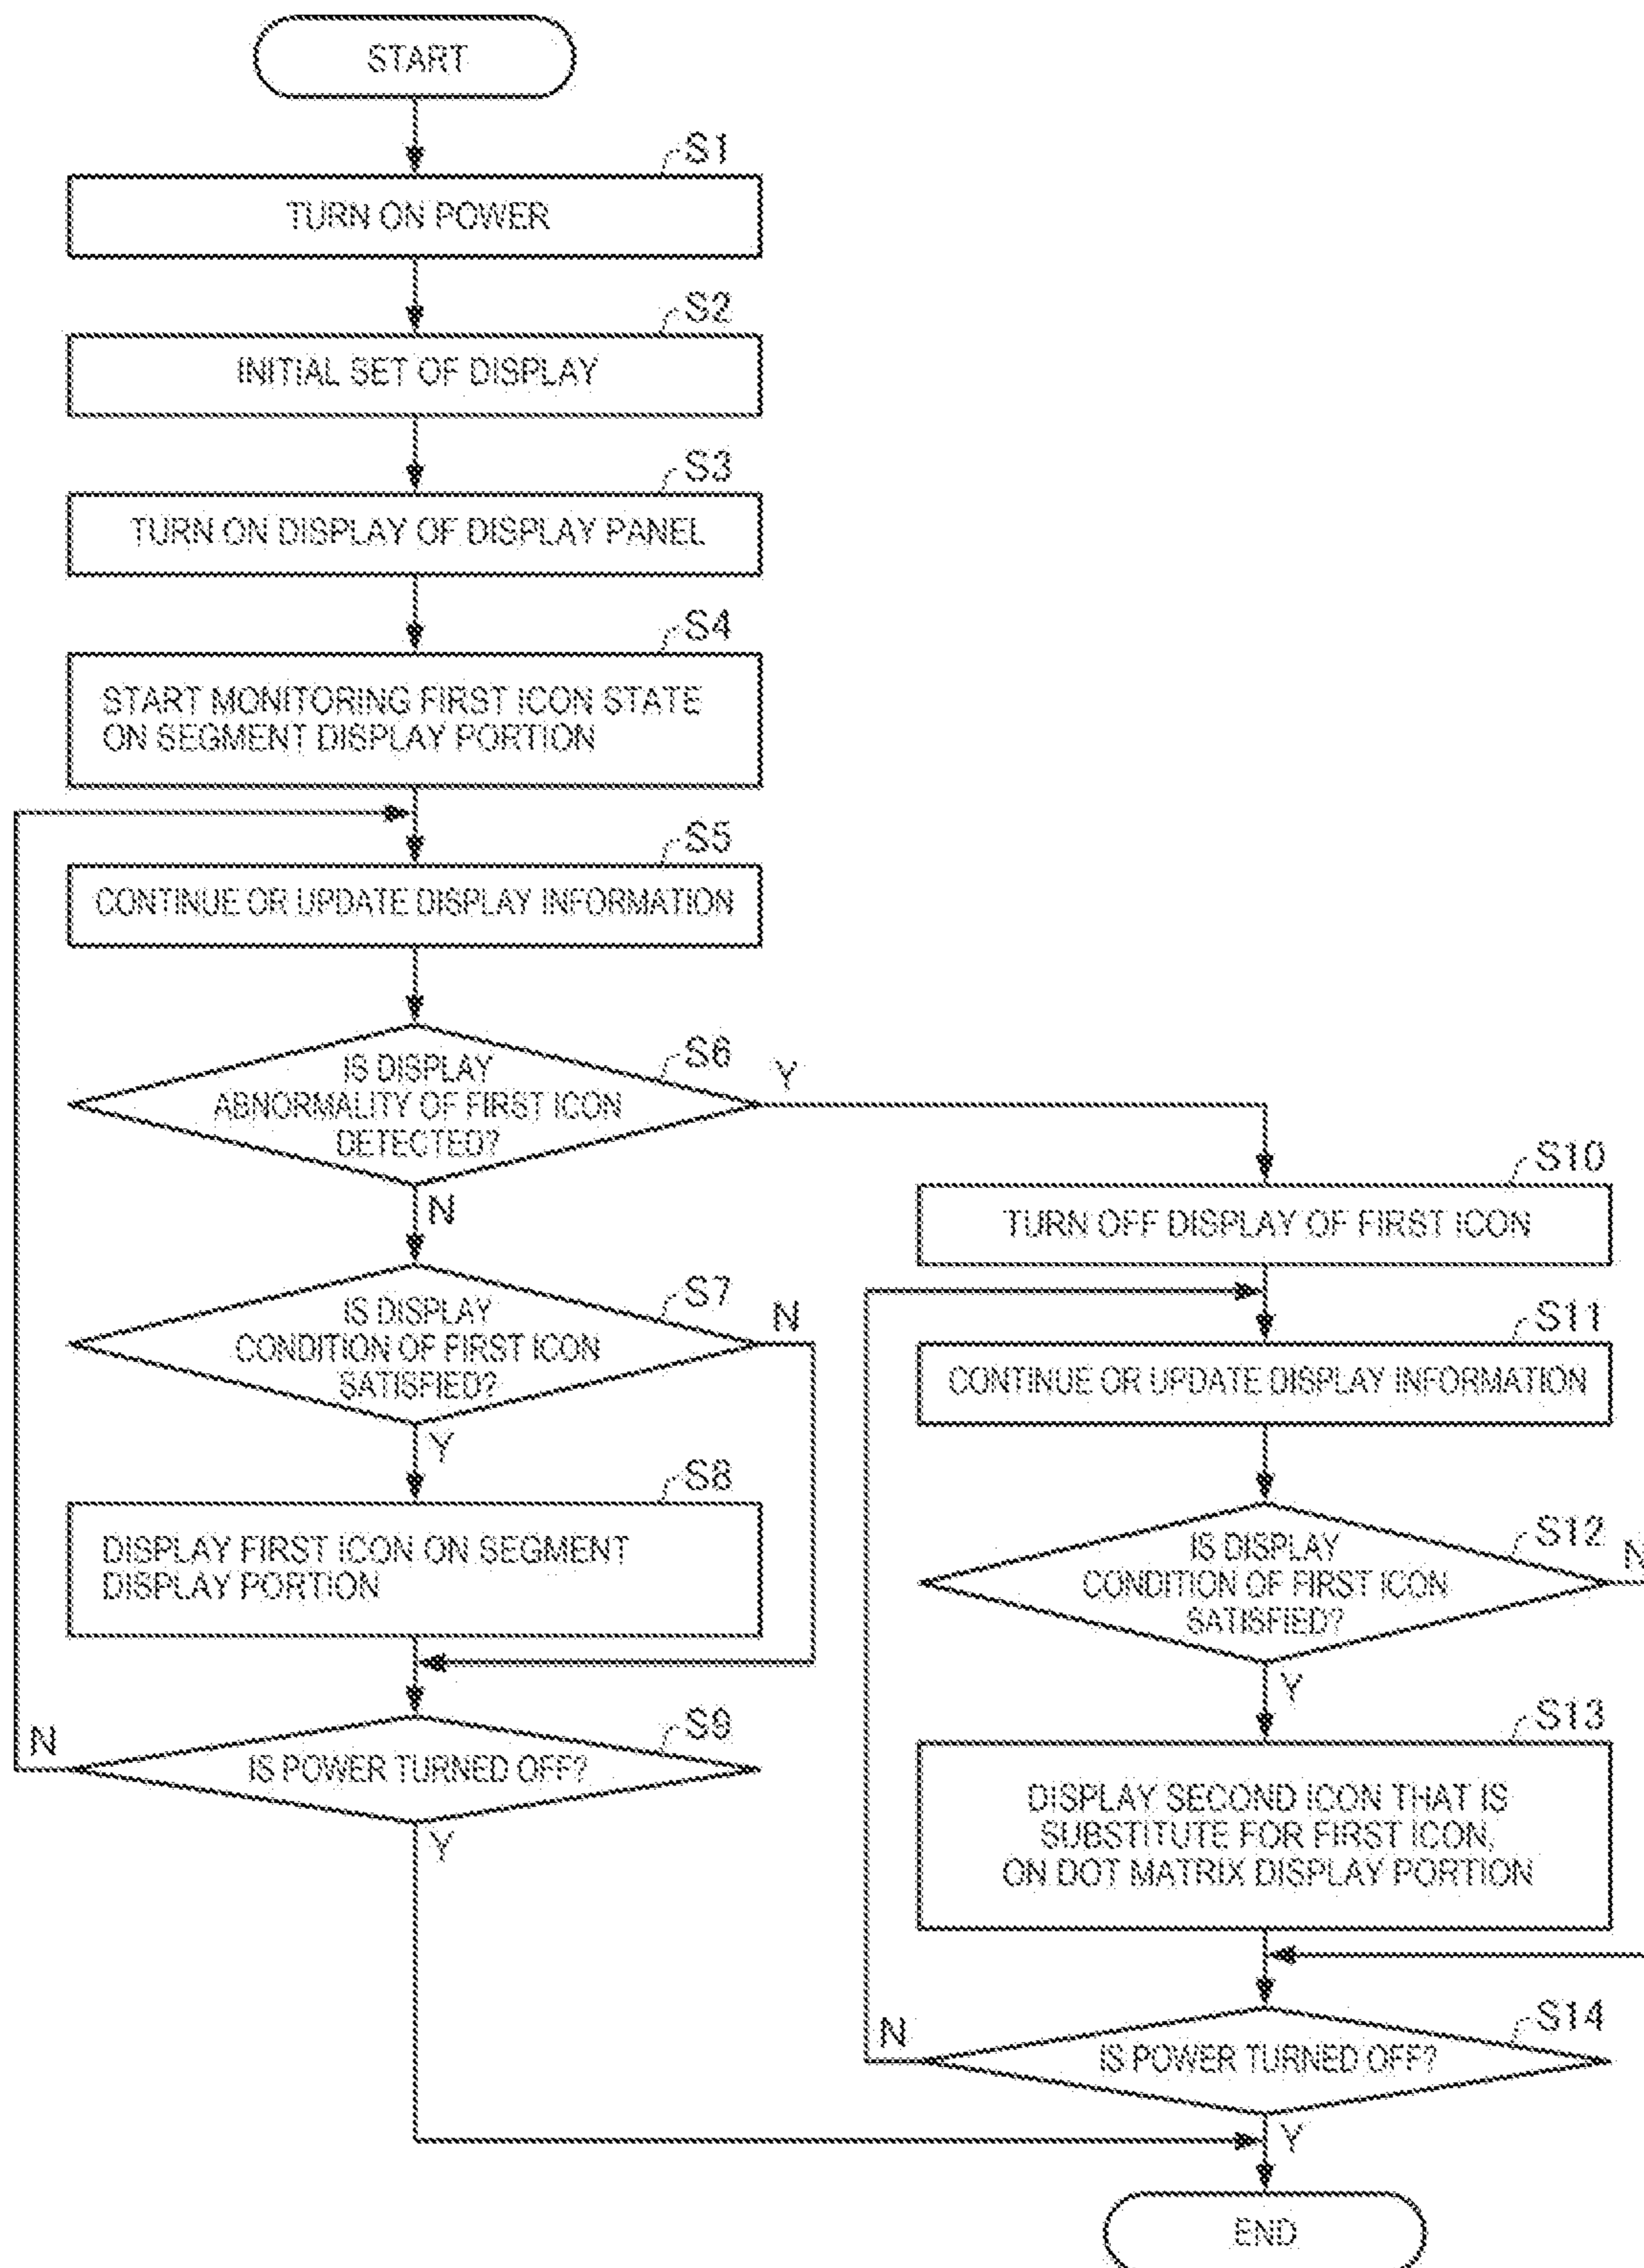 START
S1
TURN ON POWER
S2
INITIAL SET OF DISPLAY
S3
TURN ON DISPLAY OF DISPLAY PANEL
S4
START MONITORING FIRST ICON STATE
ON SEGMENT DISPLAY PORTION
S5
CONTINUE OR UPDATE DISPLAY INFORMATION
S6
IS DISPLAY
ABNORMALITY OF FIRST ICON
DETECTED?
Y
N
S7
IS DISPLAY
CONDITION OF FIRST ICON
SATISFIED?
N
Y
S8
DISPLAY FIRST ICON ON SEGMENT
DISPLAY PORTION
S9
IS POWER TURNED OFF?
N
Y
S10
TURN OFF DISPLAY OF FIRST ICON
S11
CONTINUE OR UPDATE DISPLAY INFORMATION
S12
IS DISPLAY
CONDITION OF FIRST ICON
SATISFIED?
N
Y
S13
DISPLAY SECOND ICON THAT IS
SUBSTITUTE FOR FIRST ICON,
ON DOT MATRIX DISPLAY PORTION
S14
IS POWER TURNED OFF?
N
Y
END